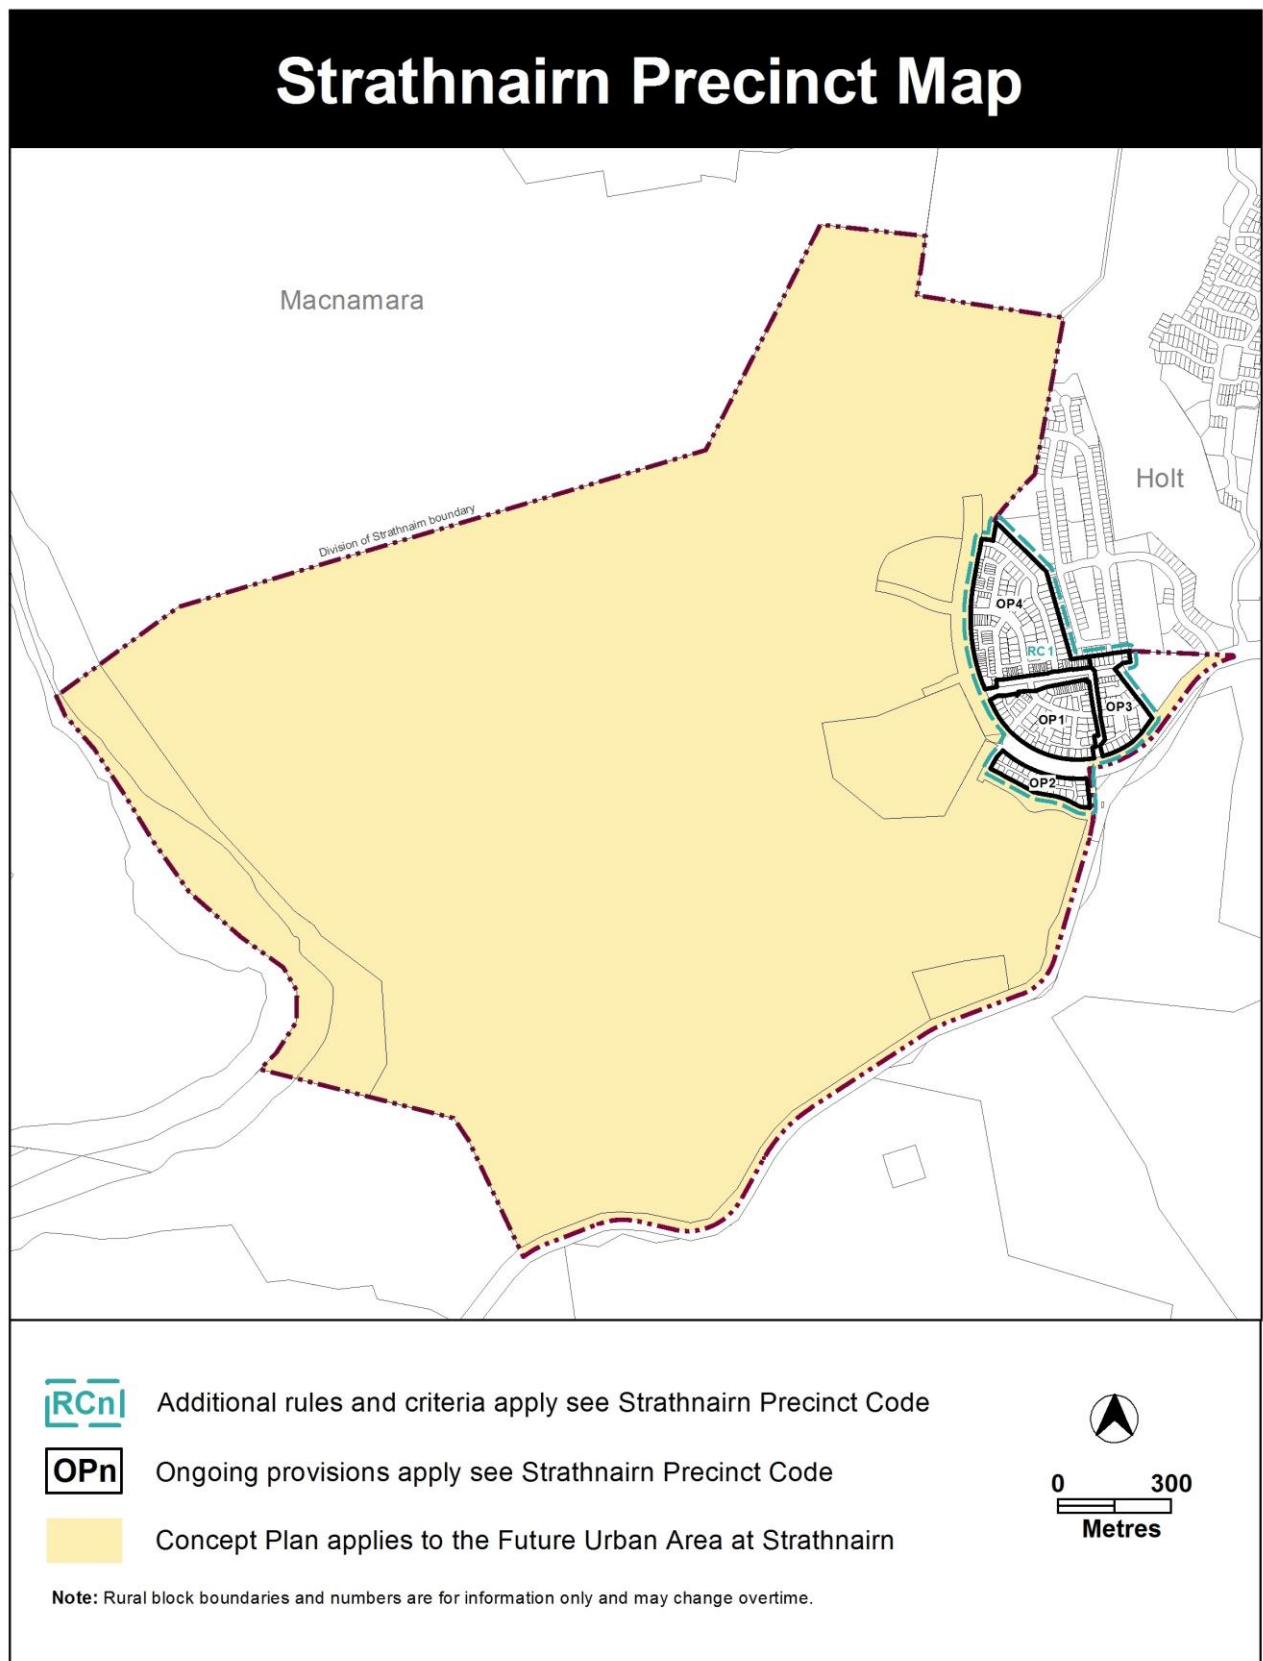 Strathnairn Precinct Map
Macnamara
Holt
Division of Strathnairn boundary
OP4
RC1
OP3
OP1
OP2
RCn Additional rules and criteria apply see Strathnairn Precinct Code
OPn Ongoing provisions apply see Strathnairn Precinct Code
0 300
Metres
Concept Plan applies to the Future Urban Area at Strathnairn
Note: Rural block boundaries and numbers are for information only and may change overtime.